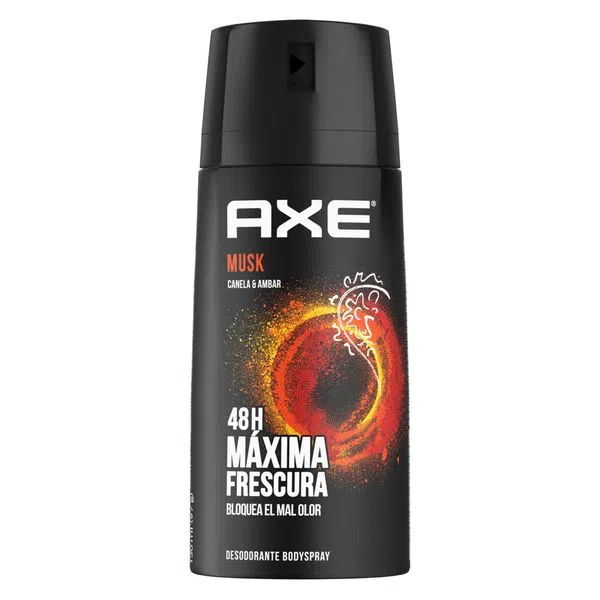 AXE®
MUSK
CANELA & AMBAR
48H
MÁXIMA
FRESCURA
BLOQUEA EL MAL OLOR
DESODORANTE BODYSPRAY